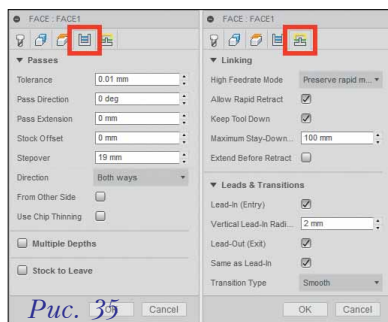 FACE : FACE1
Passes
Tolerance 0.01 mm
Pass Direction 0 deg
Pass Extension 0 mm
Stock Offset 0 mm
Stepover 19 mm
Direction Both ways
From Other Side
Use Chip Thinning
Multiple Depths
Stock to Leave
OK Cancel
Рис. 35
FACE : FACE1
Linking
High Feedrate Mode Preserve rapid m...
Allow Rapid Retract
Keep Tool Down
Maximum Stay-Down... 100 mm
Extend Before Retract
Leads & Transitions
Lead-In (Entry)
Vertical Lead-In Radi... 2 mm
Lead-Out (Exit)
Same as Lead-In
Transition Type Smooth
OK Cancel